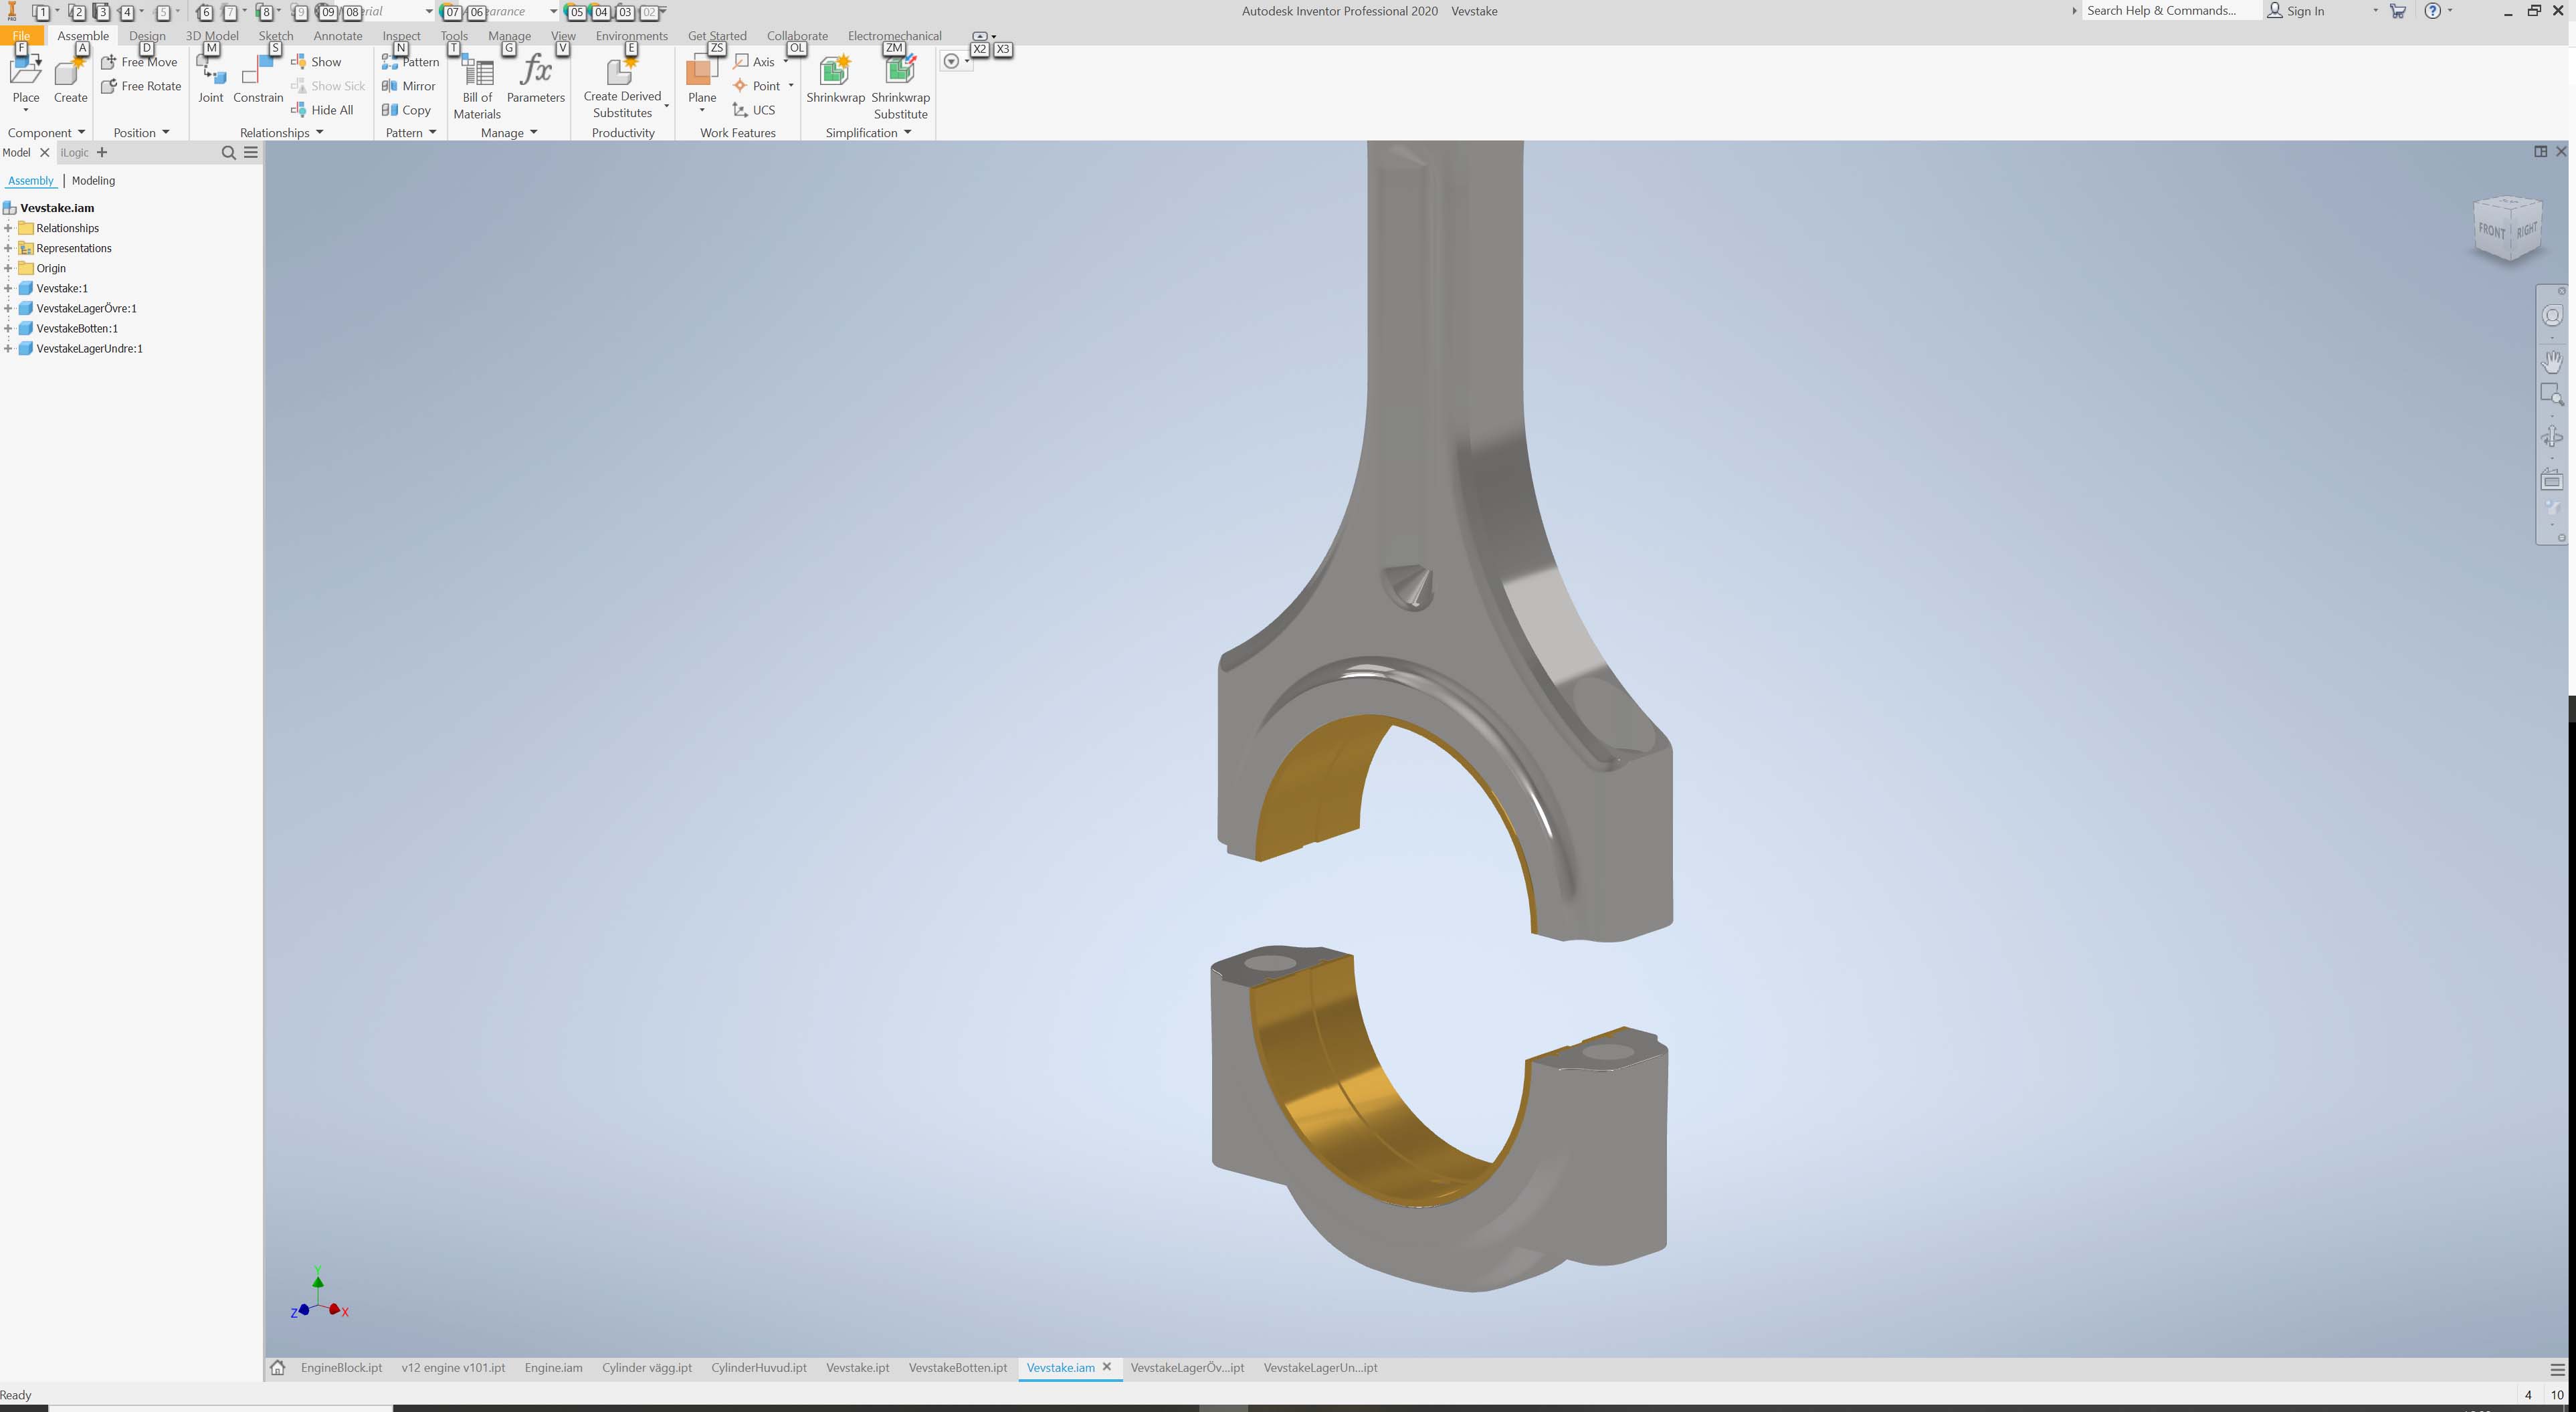 PRO 1 2 3 4 5 6 7 8 9 09 08 rial 07 06 earance 05 04 03 02 Autodesk Inventor Professional 2020 Vevstake Search Help & Commands... Sign In
File Assemble Design 3D Model Sketch Annotate Inspect Tools Manage View Environments Get Started Collaborate Electromechanical
F A D M S N T G V E ZS OL ZM X2 X3
Free Move Show Pattern Axis
Free Rotate Show Sick Mirror Point
Place Create Joint Constrain Bill of Materials Parameters Create Derived Substitutes Plane Shrinkwrap Shrinkwrap Substitute
fx
Hide All Copy UCS
Component Position Relationships Pattern Manage Productivity Work Features Simplification
Model iLogic
Assembly | Modeling
Vevstake.iam
Relationships
Representations
Origin
Vevstake:1
VevstakeLagerÖvre:1
VevstakeBotten:1
VevstakeLagerUndre:1
FRONT RIGHT
Y
Z X
EngineBlock.ipt v12 engine v101.ipt Engine.iam Cylinder vägg.ipt CylinderHuvud.ipt Vevstake.ipt VevstakeBotten.ipt Vevstake.iam VevstakeLagerÖv...ipt VevstakeLagerUn...ipt
Ready 4 10